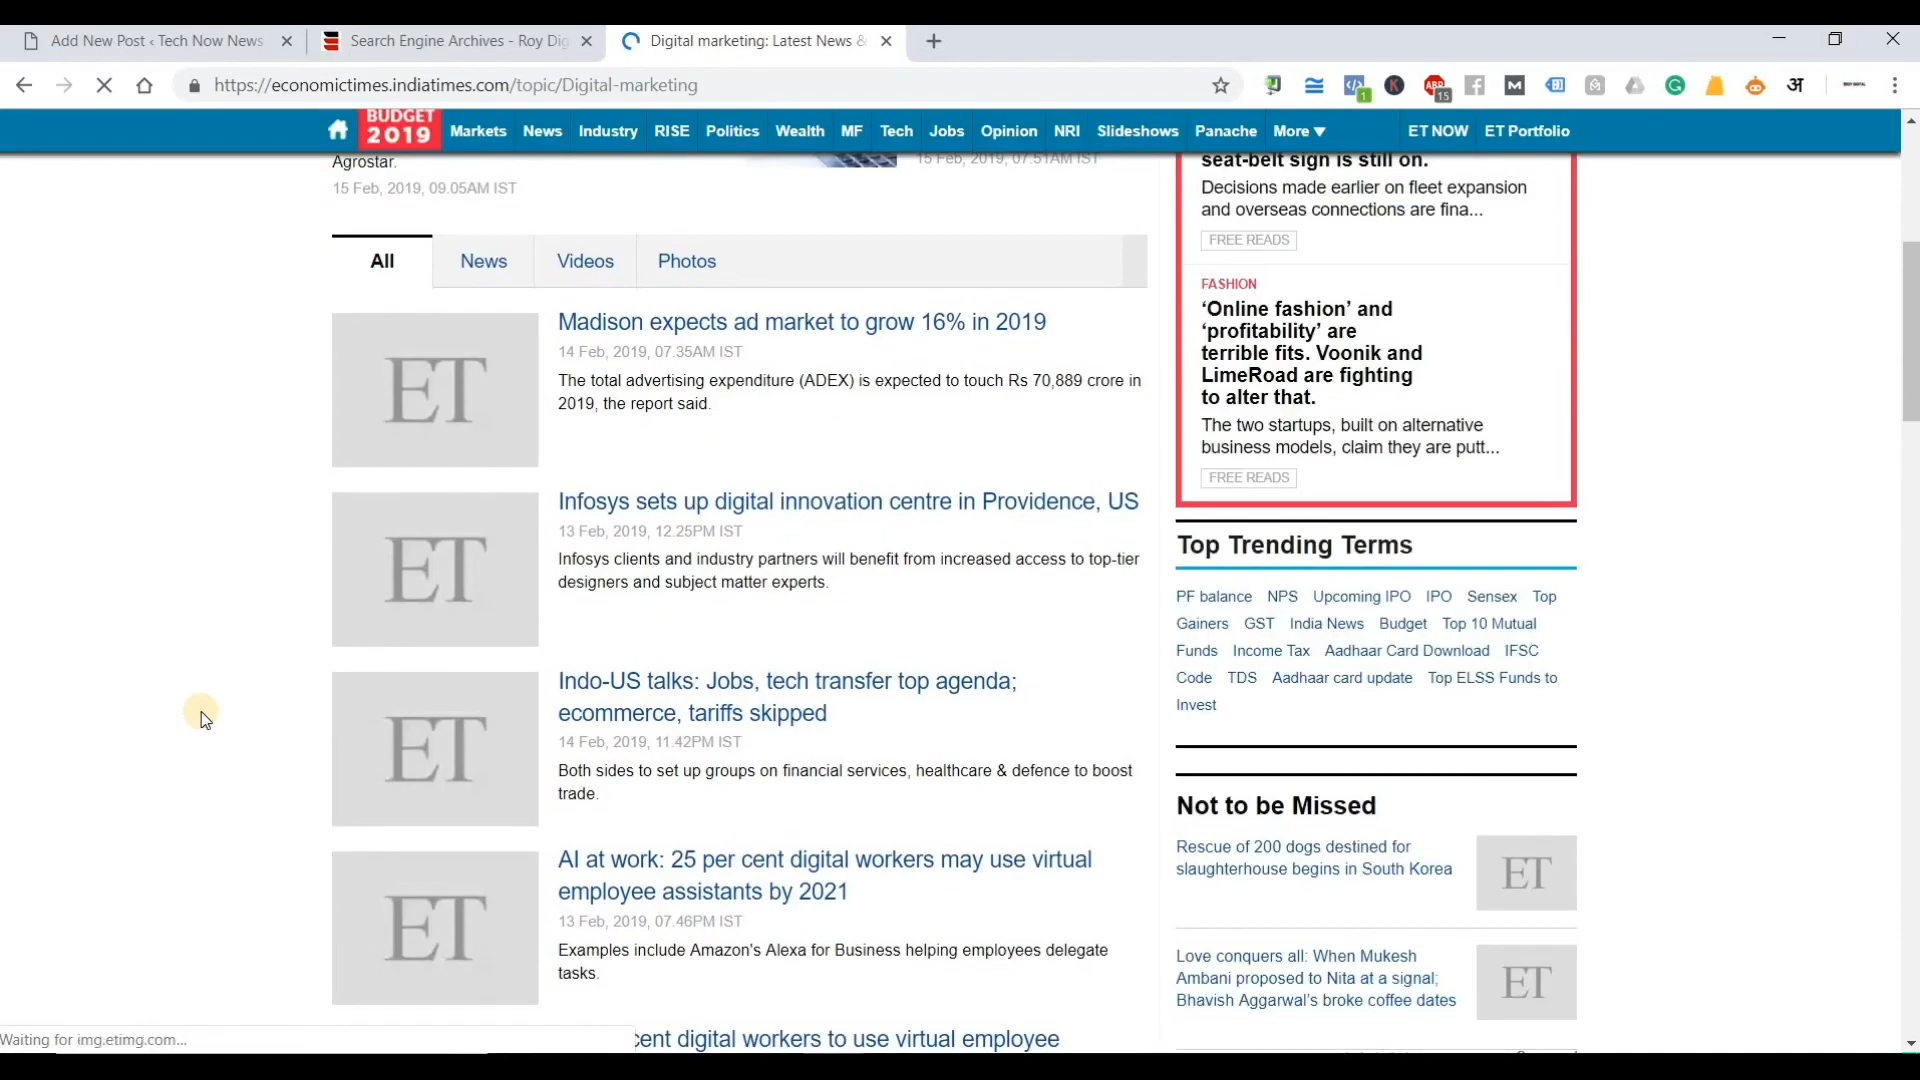 Add New Post ‹ Tech Now News
Search Engine Archives - Roy Dig
Digital marketing: Latest News &
https://economictimes.indiatimes.com/topic/Digital-marketing
1
K
ABP
15
M
G
अ
BUDGET
2019
Markets
News
Industry
RISE
Politics
Wealth
MF
Tech
Jobs
Opinion
NRI
Slideshows
Panache
More ▼
ET NOW
ET Portfolio
Agrostar.
15 Feb, 2019, 09.05AM IST
15 Feb, 2019, 07.51AM IST
All
News
Videos
Photos
ET
Madison expects ad market to grow 16% in 2019
14 Feb, 2019, 07.35AM IST
The total advertising expenditure (ADEX) is expected to touch Rs 70,889 crore in
2019, the report said.
ET
Infosys sets up digital innovation centre in Providence, US
13 Feb, 2019, 12.25PM IST
Infosys clients and industry partners will benefit from increased access to top-tier
designers and subject matter experts.
ET
Indo-US talks: Jobs, tech transfer top agenda;
ecommerce, tariffs skipped
14 Feb, 2019, 11.42PM IST
Both sides to set up groups on financial services, healthcare & defence to boost
trade.
ET
AI at work: 25 per cent digital workers may use virtual
employee assistants by 2021
13 Feb, 2019, 07.46PM IST
Examples include Amazon's Alexa for Business helping employees delegate
tasks.
cent digital workers to use virtual employee
Waiting for img.etimg.com...
seat-belt sign is still on.
Decisions made earlier on fleet expansion
and overseas connections are fina...
FREE READS
FASHION
‘Online fashion’ and
‘profitability’ are
terrible fits. Voonik and
LimeRoad are fighting
to alter that.
The two startups, built on alternative
business models, claim they are putt...
FREE READS
Top Trending Terms
PF balance NPS Upcoming IPO IPO Sensex Top
Gainers GST India News Budget Top 10 Mutual
Funds Income Tax Aadhaar Card Download IFSC
Code TDS Aadhaar card update Top ELSS Funds to
Invest
Not to be Missed
Rescue of 200 dogs destined for
slaughterhouse begins in South Korea
ET
Love conquers all: When Mukesh
Ambani proposed to Nita at a signal;
Bhavish Aggarwal's broke coffee dates
ET